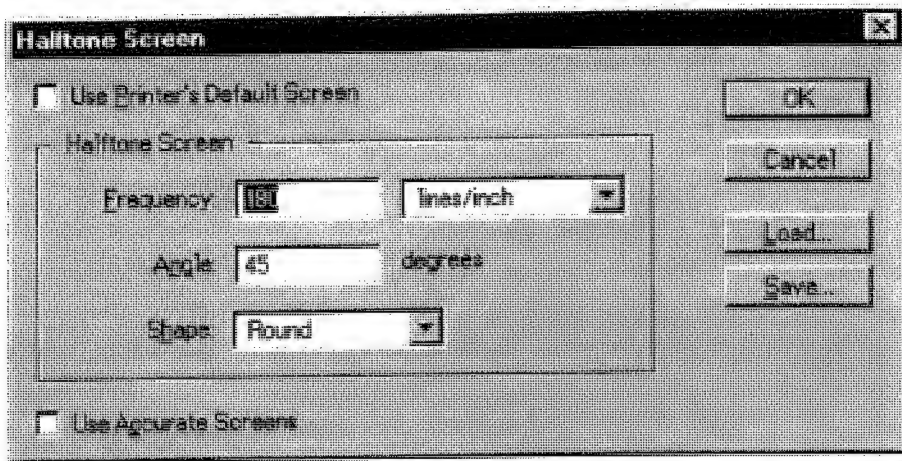 Halftone Screen
Use Printer's Default Screen
OK
Halftone Screen
Cancel
Frequency: 180 lines/inch
Load...
Angle: 45 degrees
Save...
Shape: Round
Use Accurate Screens